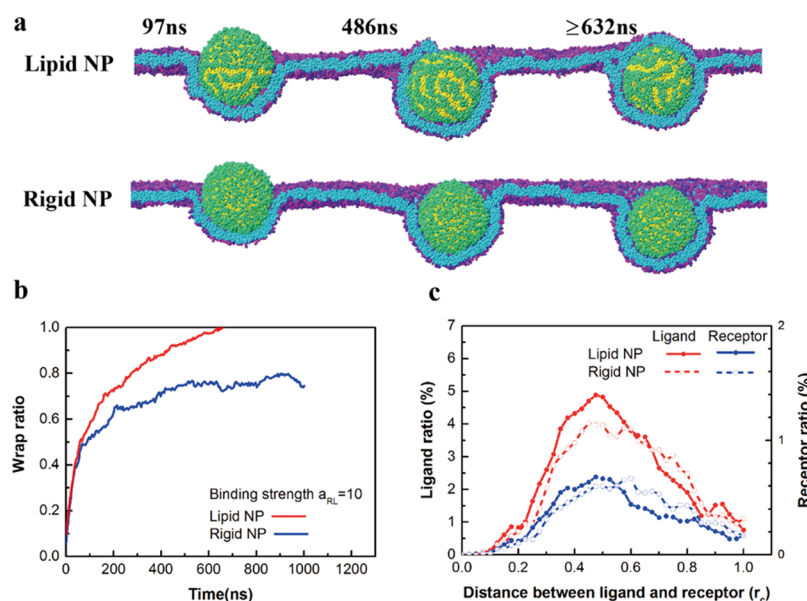 a
97ns 486ns ≥632ns
Lipid NP
Rigid NP
b
1.0
0.8
0.6
0.4
0.2
0.0
Wrap ratio
Binding strength a_RL=10
Lipid NP
Rigid NP
0 200 400 600 800 1000 1200
Time(ns)
c
7
6
5
4
3
2
1
0
Ligand ratio (%)
Ligand Receptor
Lipid NP
Rigid NP
2
1
0
Receptor ratio (%)
0.0 0.2 0.4 0.6 0.8 1.0
Distance between ligand and receptor (r_c)